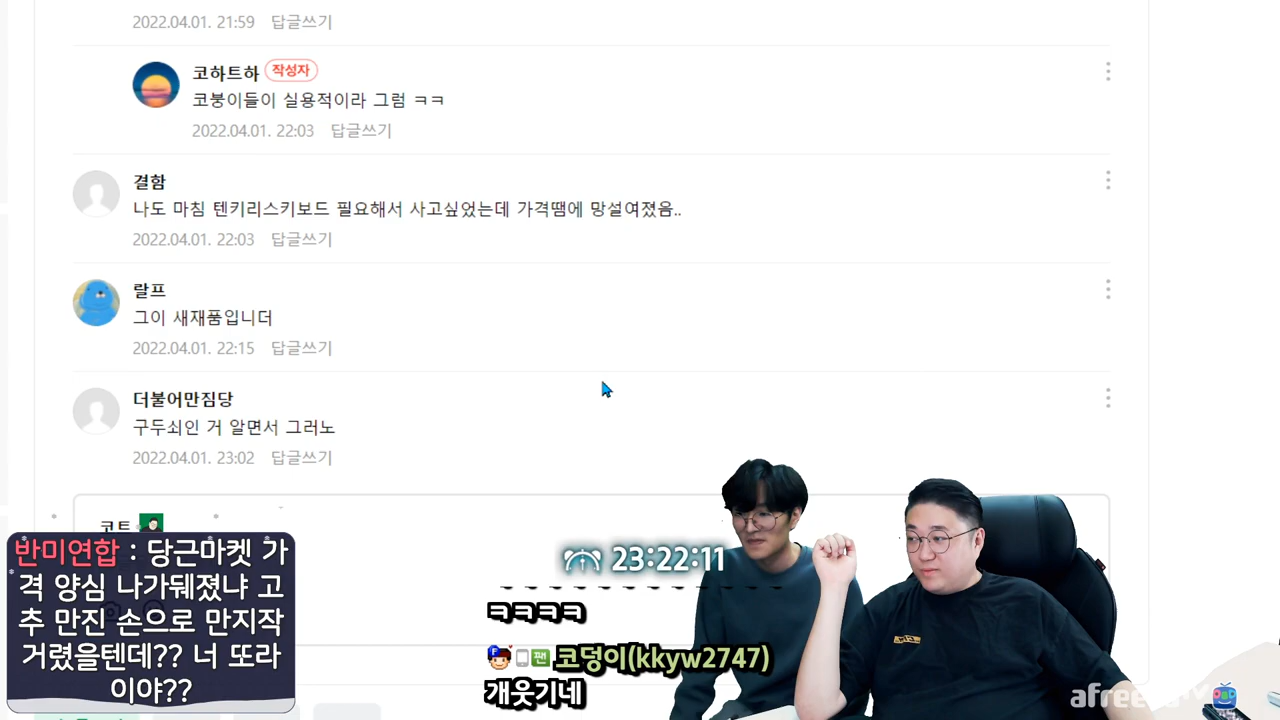 2022.04.01. 21:59 답글쓰기
코하트하 작성자
코붕이들이 실용적이라 그럼 ㅋㅋ
2022.04.01. 22:03 답글쓰기
결함
나도 마침 텐키리스키보드 필요해서 사고싶었는데 가격땜에 망설여졌음..
2022.04.01. 22:03 답글쓰기
랄프
그이 새재품입니더
2022.04.01. 22:15 답글쓰기
더불어만짐당
구두쇠인 거 알면서 그러노
2022.04.01. 23:02 답글쓰기
코트
반미연합 : 당근마켓 가
격 양심 나가뒈졌냐 고
추 만진 손으로 만지작
거렸을텐데?? 너 또라
이야??
23:22:11
ㅋㅋㅋㅋ
팬 코덩이(kkyw2747)
개웃기네